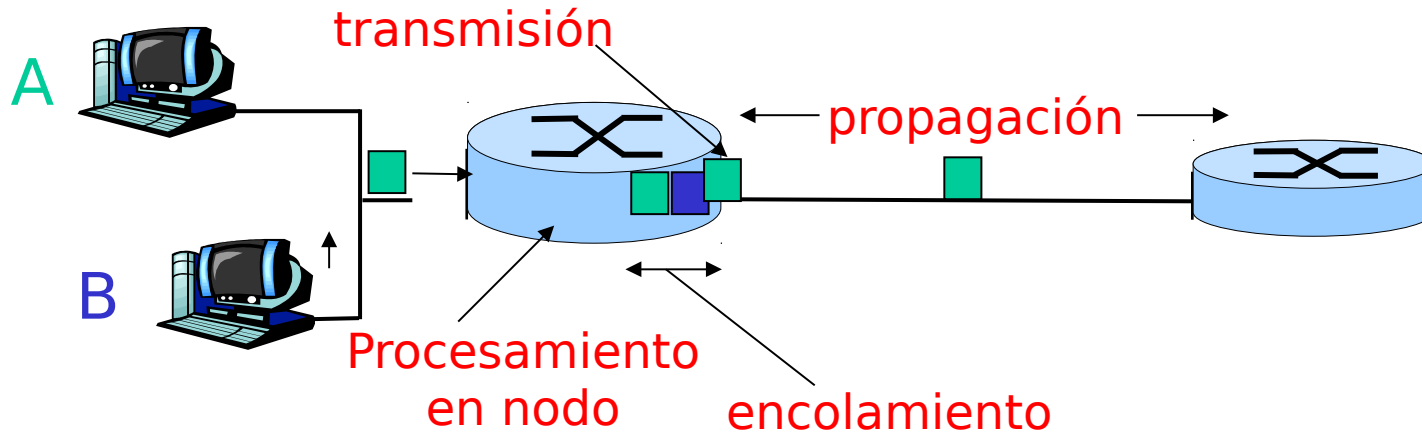 transmisión
A
propagación
B
Procesamiento
en nodo
encolamiento